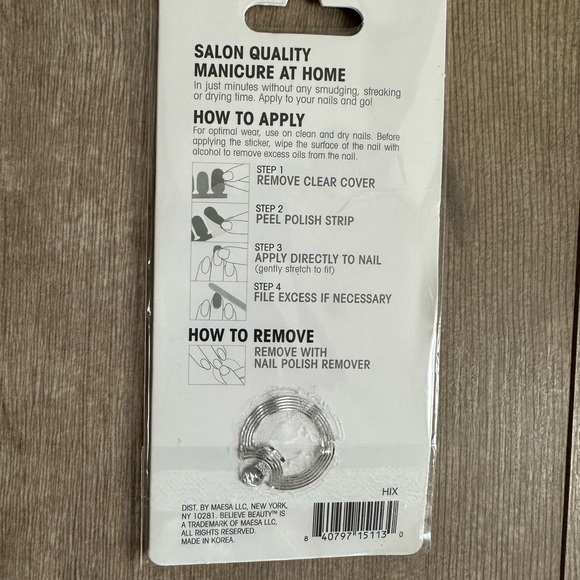 SALON QUALITY
MANICURE AT HOME
In just minutes without any smudging, streaking
or drying time. Apply to your nails and go!
HOW TO APPLY
For optimal wear, use on clean and dry nails. Before
applying the sticker, wipe the surface of the nail with
alcohol to remove excess oils from the nail.
STEP 1
REMOVE CLEAR COVER
STEP 2
PEEL POLISH STRIP
STEP 3
APPLY DIRECTLY TO NAIL
(gently stretch to fit)
STEP 4
FILE EXCESS IF NECESSARY
HOW TO REMOVE
REMOVE WITH
NAIL POLISH REMOVER
HIX
DIST. BY MAESA LLC, NEW YORK,
NY 10281. BELIEVE BEAUTY™ IS
A TRADEMARK OF MAESA LLC.
ALL RIGHTS RESERVED.
MADE IN KOREA.
8 40797 15113 0